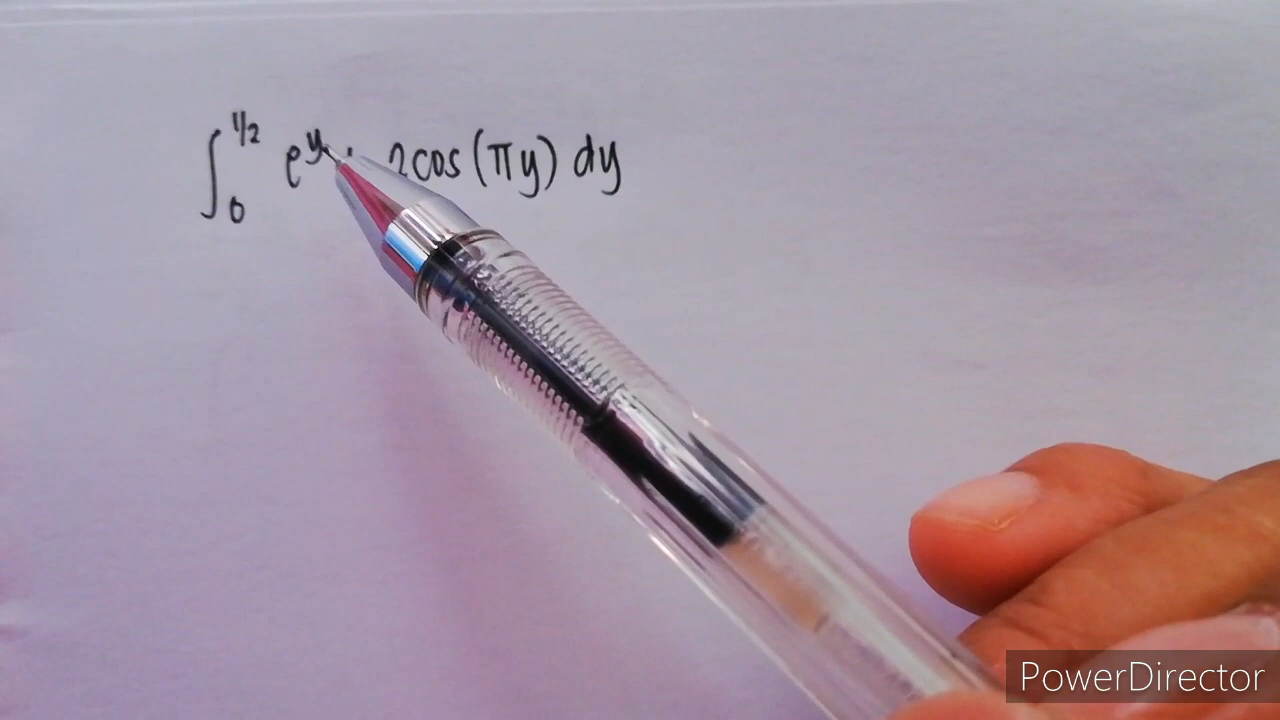 ∫₀^{1/2} e^y + 2cos(πy) dy
PowerDirector